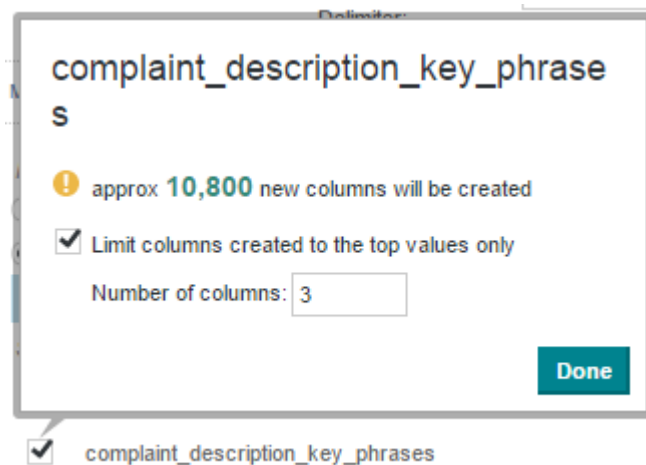 Delimiter:
complaint_description_key_phrase
s
approx 10,800 new columns will be created
Limit columns created to the top values only
Number of columns: 3
Done
complaint_description_key_phrases